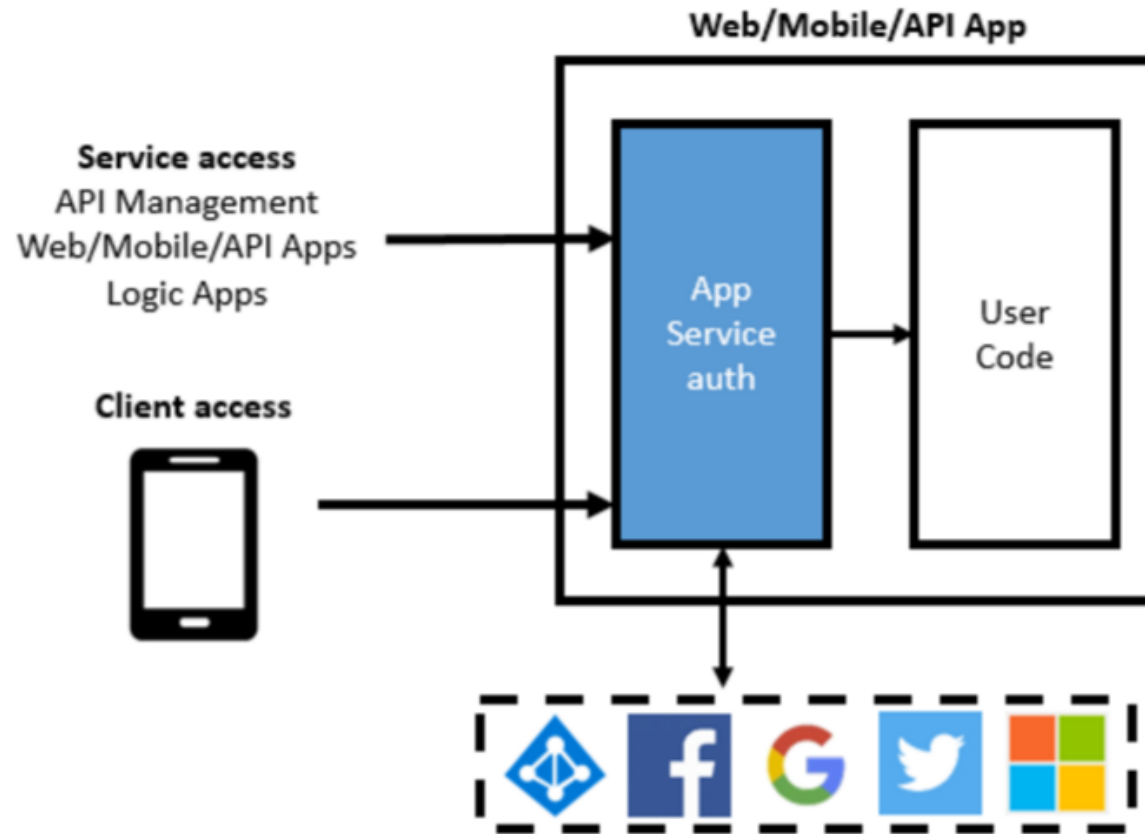 Web/Mobile/API App
Service access
API Management
Web/Mobile/API Apps
Logic Apps
Client access
App
Service
auth
User
Code